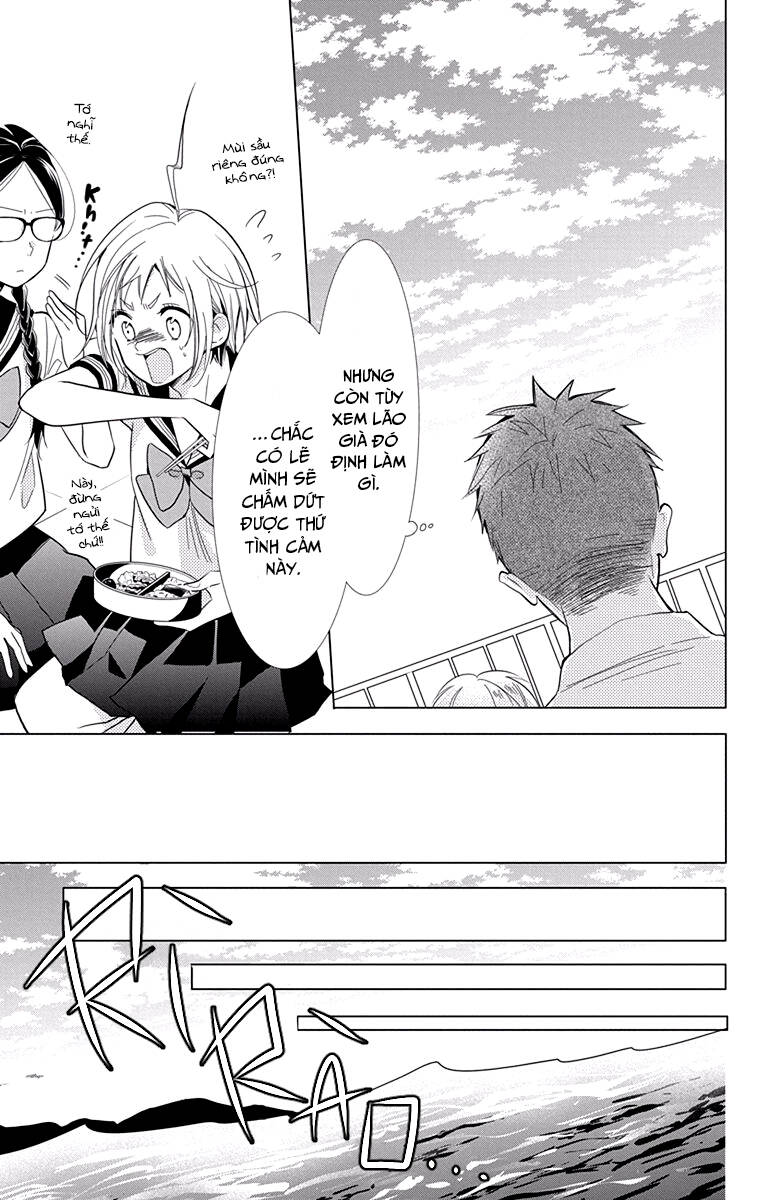 NHƯNG
CÒN TÙY
XEM LÃO
GIÀ ĐÓ
ĐỊNH LÀM
GÌ.
...CHẮC
CÓ LẼ
MÌNH SẼ
CHẤM DỨT
ĐƯỢC THỨ
TÌNH CẢM
NÀY.
Mùi sầu
riêng đúng
không?!
Tớ
nghĩ
thế.
Khịt...
Này,
đừng
ngửi
tớ thế
chứ!!
RÌ RÀO...